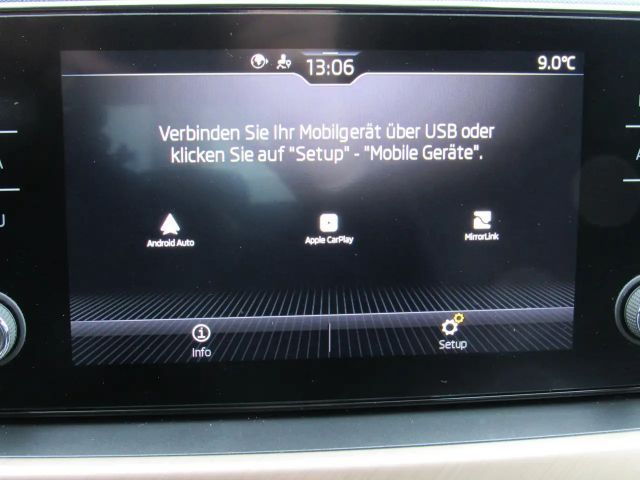 13:06
9.0°C
Verbinden Sie Ihr Mobilgerät über USB oder
klicken Sie auf "Setup" - "Mobile Geräte".
Android Auto
Apple CarPlay
MirrorLink
Info
Setup